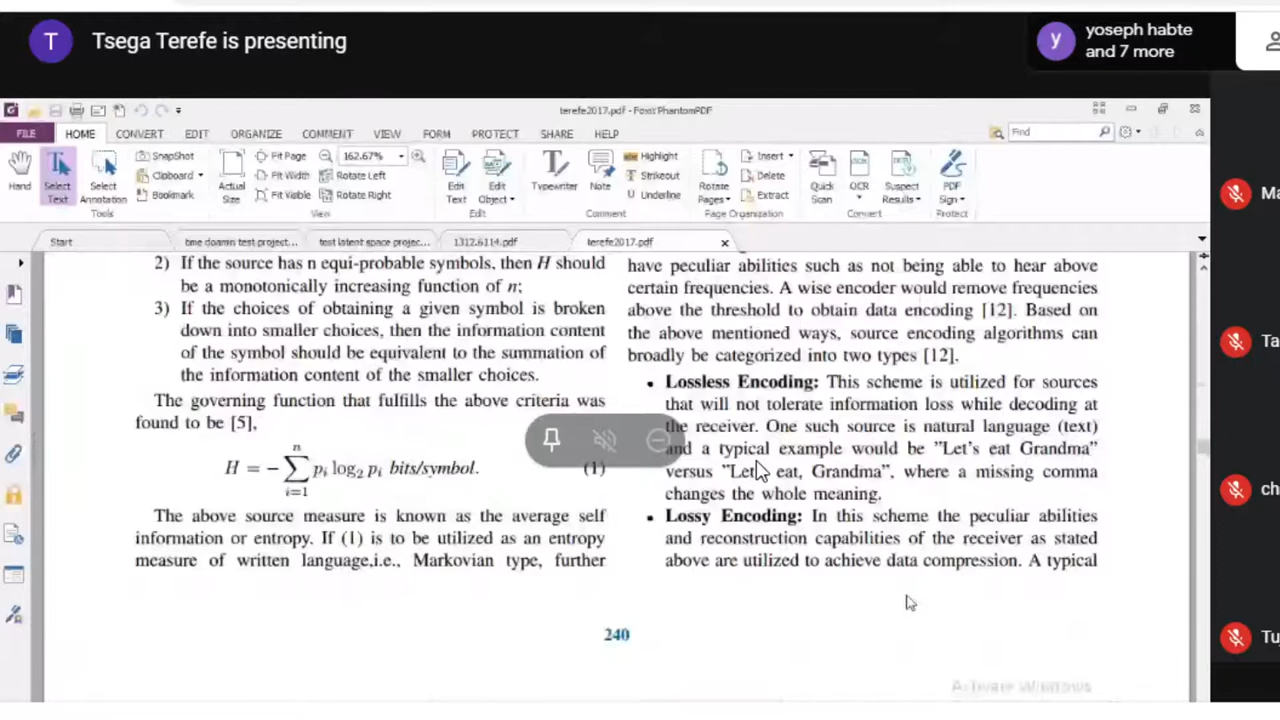 T Tsega Terefe is presenting
y yoseph habte
and 7 more
terefe2017.pdf - Foxit PhantomPDF
FILE HOME CONVERT EDIT ORGANIZE COMMENT VIEW FORM PROTECT SHARE HELP
Find
Hand
Select Text
Select Annotation
SnapShot
Clipboard
Bookmark
Tools
Actual Size
Fit Page
Fit Width
Fit Visible
162.67%
Rotate Left
Rotate Right
View
Edit Text
Edit Object
Edit
Typewriter
Note
Highlight
Strikeout
Underline
Comment
Rotate Pages
Insert
Delete
Extract
Page Organization
Quick Scan
OCR
Suspect Results
Convert
PDF Sign
Protect
Start
bme doamn test project...
test latent space projec...
1312.6114.pdf
terefe2017.pdf
2) If the source has n equi-probable symbols, then H should
be a monotonically increasing function of n;
3) If the choices of obtaining a given symbol is broken
down into smaller choices, then the information content
of the symbol should be equivalent to the summation of
the information content of the smaller choices.
The governing function that fulfills the above criteria was
found to be [5],
H = − n∑i=1 pi log2 pi bits/symbol. (1)
The above source measure is known as the average self
information or entropy. If (1) is to be utilized as an entropy
measure of written language,i.e., Markovian type, further
have peculiar abilities such as not being able to hear above
certain frequencies. A wise encoder would remove frequencies
above the threshold to obtain data encoding [12]. Based on
the above mentioned ways, source encoding algorithms can
broadly be categorized into two types [12].
• Lossless Encoding: This scheme is utilized for sources
that will not tolerate information loss while decoding at
the receiver. One such source is natural language (text)
and a typical example would be ”Let’s eat Grandma”
versus ”Let’s eat, Grandma”, where a missing comma
changes the whole meaning.
• Lossy Encoding: In this scheme the peculiar abilities
and reconstruction capabilities of the receiver as stated
above are utilized to achieve data compression. A typical
240
Activate Windows
Ma
Ta
ch
Tu